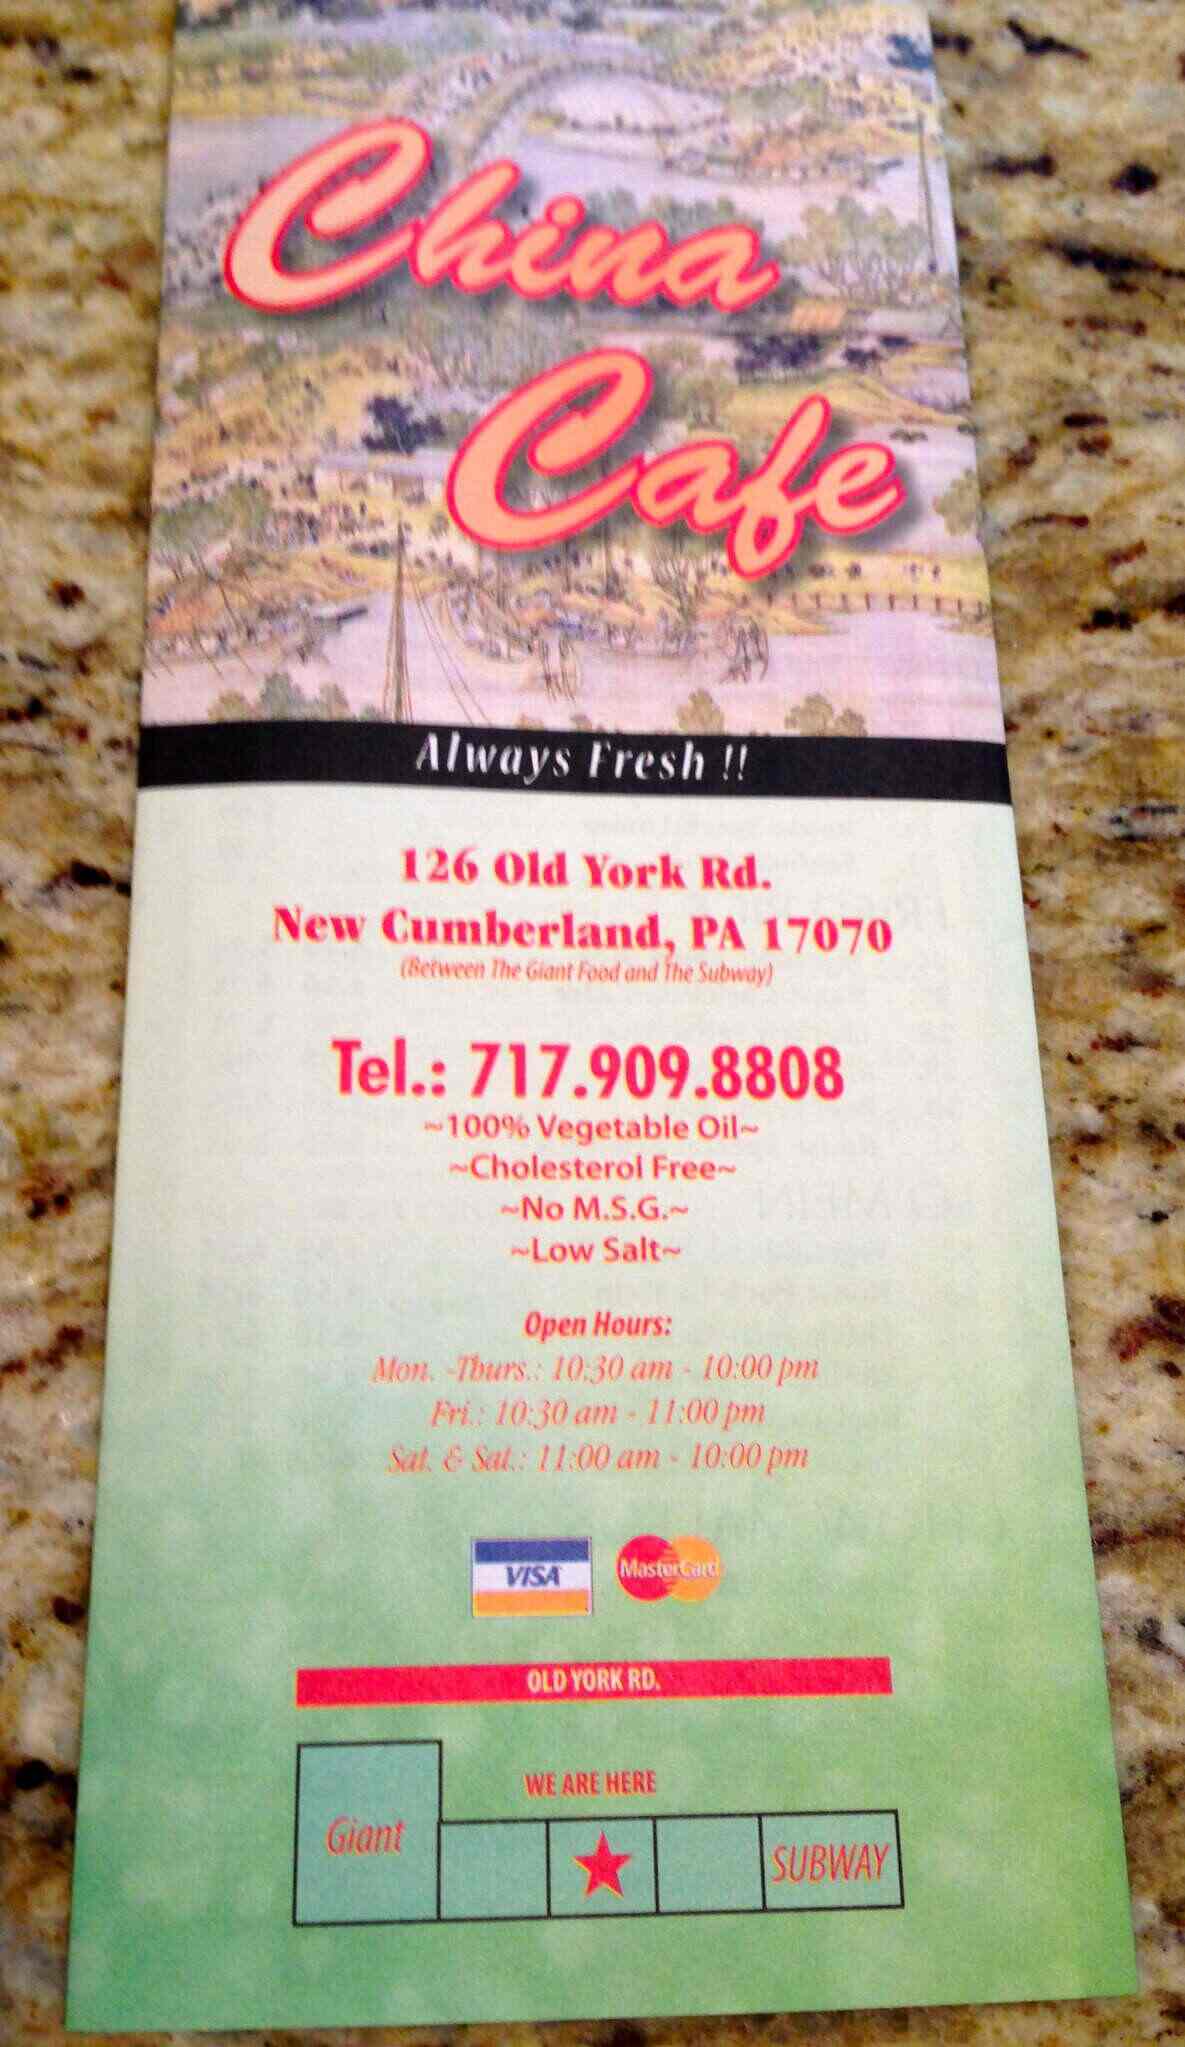 China
Cafe
Always Fresh !!
126 Old York Rd.
New Cumberland, PA 17070
(Between The Giant Food and The Subway)
Tel.: 717.909.8808
~100% Vegetable Oil~
~Cholesterol Free~
~No M.S.G.~
~Low Salt~
Open Hours:
Mon. -Thurs.: 10:30 am - 10:00 pm
Fri.: 10:30 am - 11:00 pm
Sat. & Sat.: 11:00 am - 10:00 pm
VISA MasterCard
OLD YORK RD.
WE ARE HERE
Giant
SUBWAY